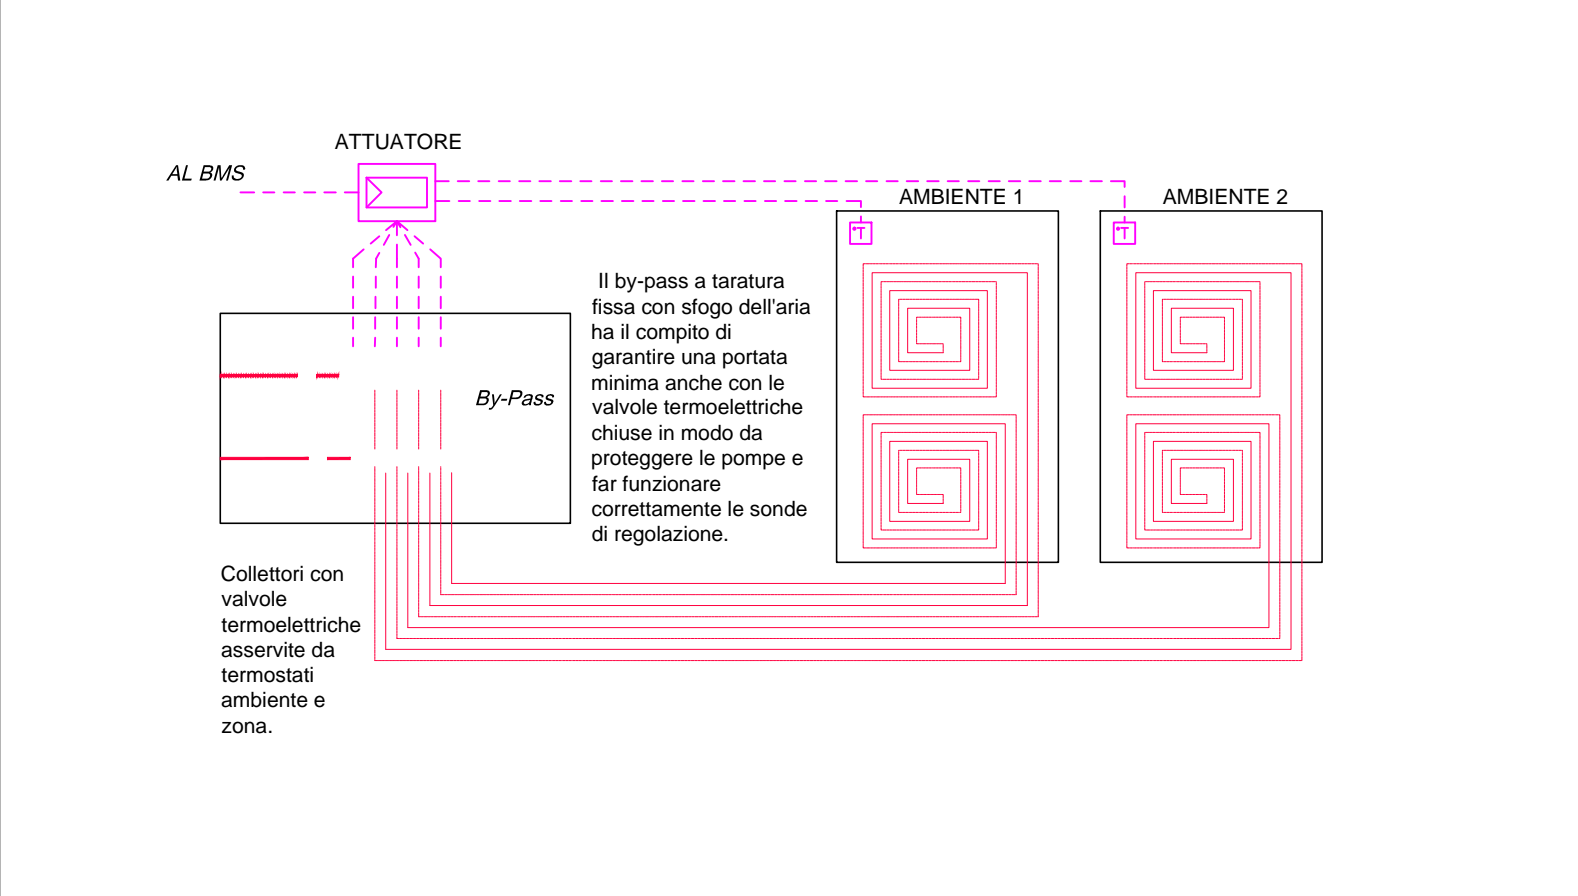 ATTUATORE
AL BMS
AMBIENTE 1
AMBIENTE 2
°T
°T
Il by-pass a taratura
fissa con sfogo dell'aria
ha il compito di
garantire una portata
minima anche con le
valvole termoelettriche
chiuse in modo da
proteggere le pompe e
far funzionare
correttamente le sonde
di regolazione.
By-Pass
Collettori con
valvole
termoelettriche
asservite da
termostati
ambiente e
zona.